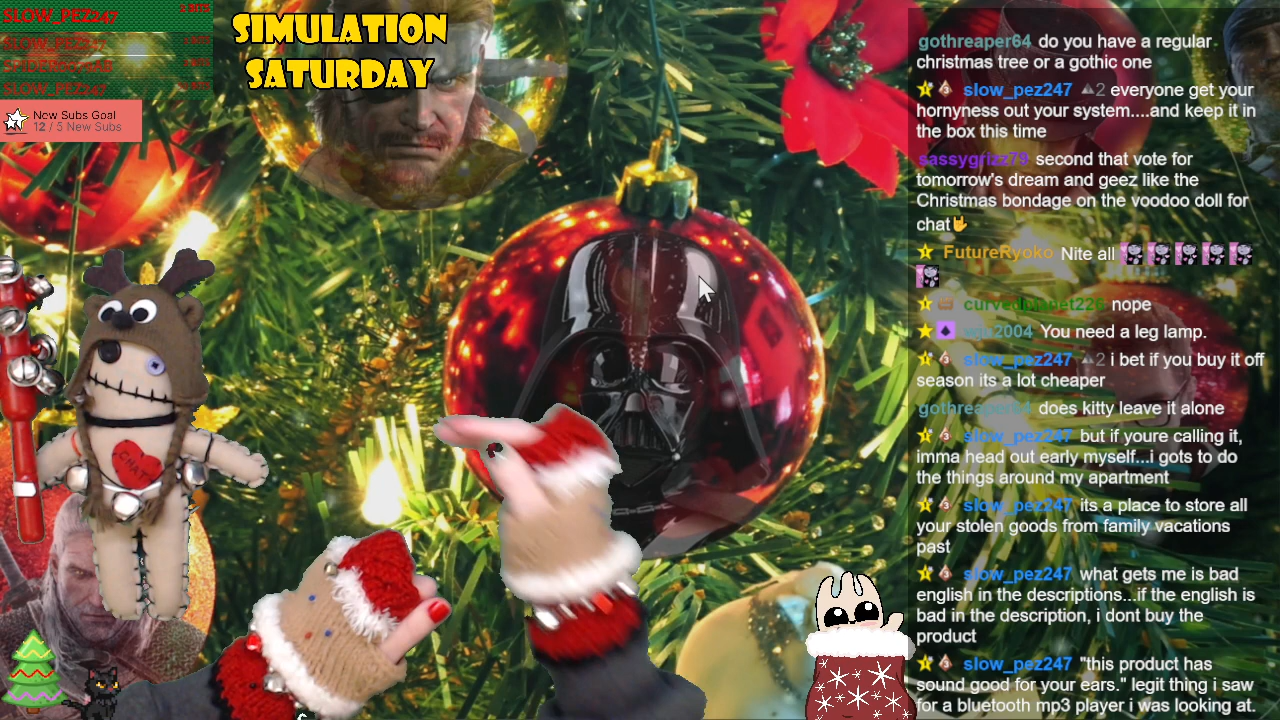 SLOW_PEZ247
SLOW_PEZ247
SPIDER0076AB
SLOW_PEZ247
New Subs Goal
12 / 5 New Subs
SIMULATION
SATURDAY
CHAT
gothreaper64 do you have a regular
christmas tree or a gothic one
slow_pez247 2 everyone get your
hornyness out your system....and keep it in
the box this time
sassygrizz79 second that vote for
tomorrow's dream and geez like the
Christmas bondage on the voodoo doll for
chat
FutureRyoko Nite all
nope
wju2004 You need a leg lamp.
slow_pez247 2 i bet if you buy it off
season its a lot cheaper
gothreaper64 does kitty leave it alone
slow_pez247 but if youre calling it,
imma head out early myself...i gots to do
the things around my apartment
slow_pez247 its a place to store all
your stolen goods from family vacations
past
slow_pez247 what gets me is bad
english in the descriptions...if the english is
bad in the description, i dont buy the
product
slow_pez247 "this product has
sound good for your ears." legit thing i saw
for a bluetooth mp3 player i was looking at.